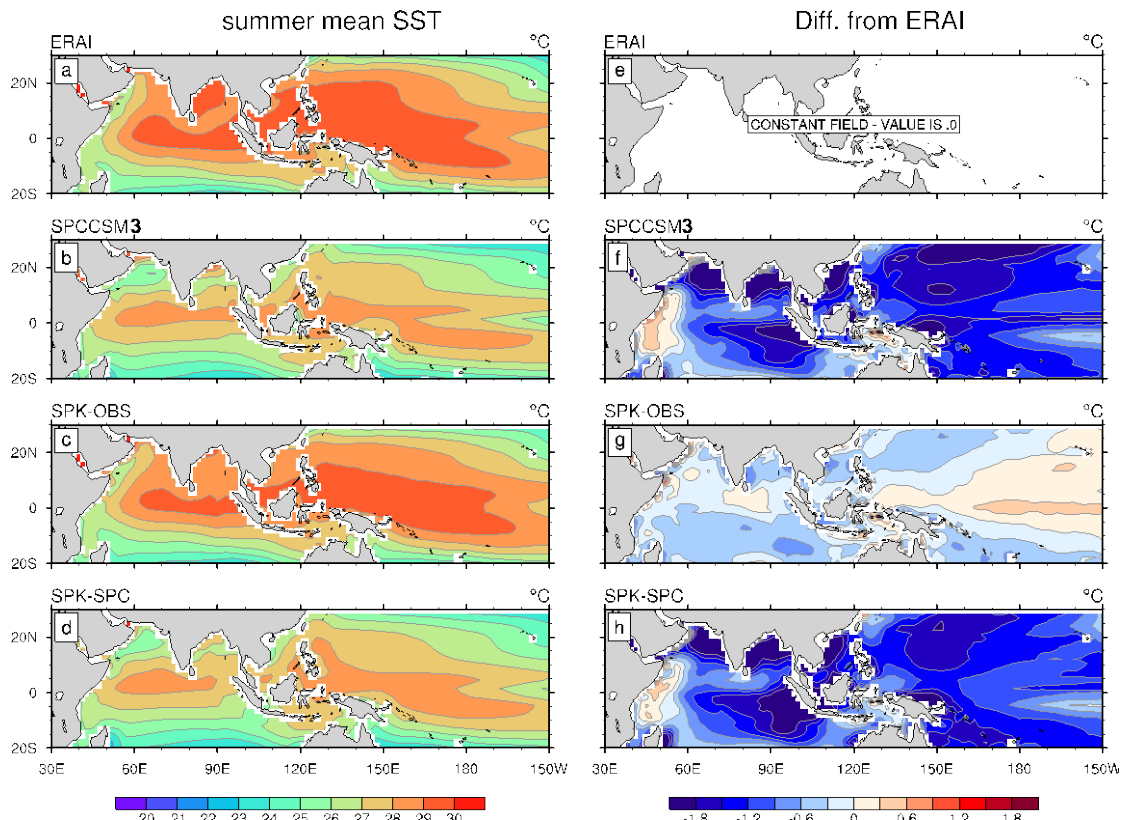 summer mean SST
Diff. from ERAI
ERAI
°C
ERAI
°C
a
e
20N
0
20S
CONSTANT FIELD - VALUE IS .0
SPCCSM3
°C
SPCCSM3
°C
b
f
20N
0
20S
SPK-OBS
°C
SPK-OBS
°C
c
g
20N
0
20S
SPK-SPC
°C
SPK-SPC
°C
d
h
20N
0
20S
30E 60E 90E 120E 150E 180 150W
30E 60E 90E 120E 150E 180 150W
20 21 22 23 24 25 26 27 28 29 30
-1.8 -1.2 -0.6 0 0.6 1.2 1.8